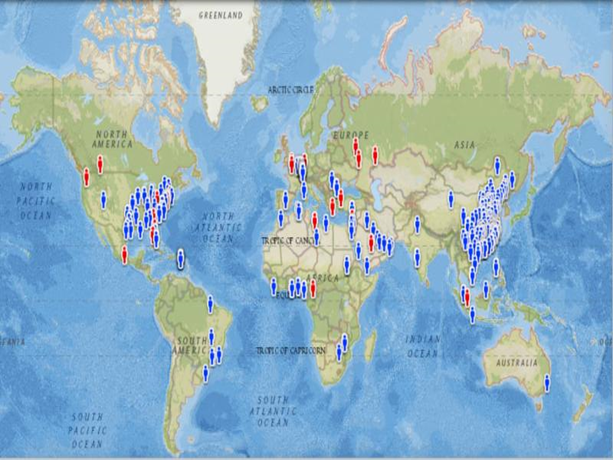 GREENLAND
ARCTIC CIRCLE
NORTH
AMERICA
EUROPE
ASIA
NORTH
PACIFIC
OCEAN
NORTH
ATLANTIC
OCEAN
TROPIC OF CANC
AFRICA
SOUTH
AMERIC
TROPIC OF CAPRICORN
INDIAN
OCEAN
AUSTRALIA
SOUTH
PACIFIC
OCEAN
SOUTH
ATLANTIC
OCEAN